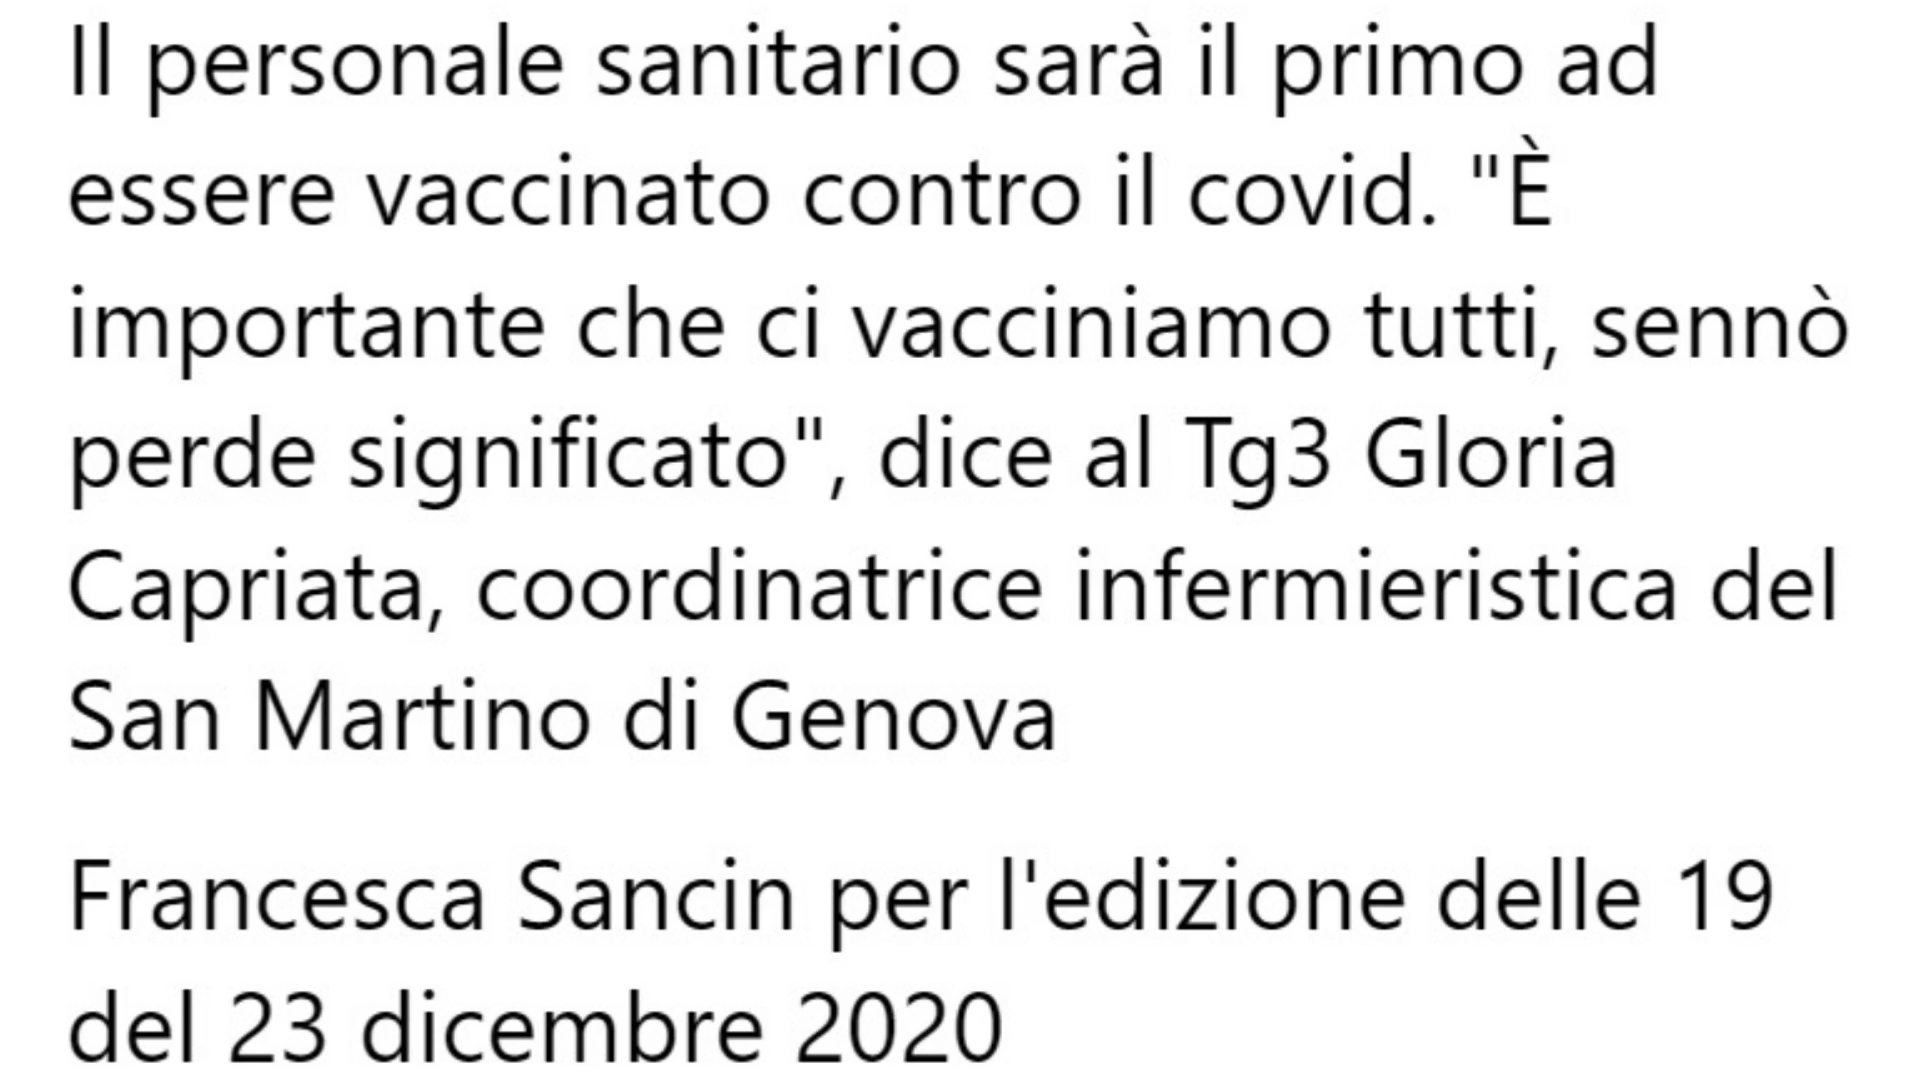 Il personale sanitario sarà il primo ad
essere vaccinato contro il covid. "È
importante che ci vacciniamo tutti, sennò
perde significato", dice al Tg3 Gloria
Capriata, coordinatrice infermieristica del
San Martino di Genova
Francesca Sancin per l'edizione delle 19
del 23 dicembre 2020